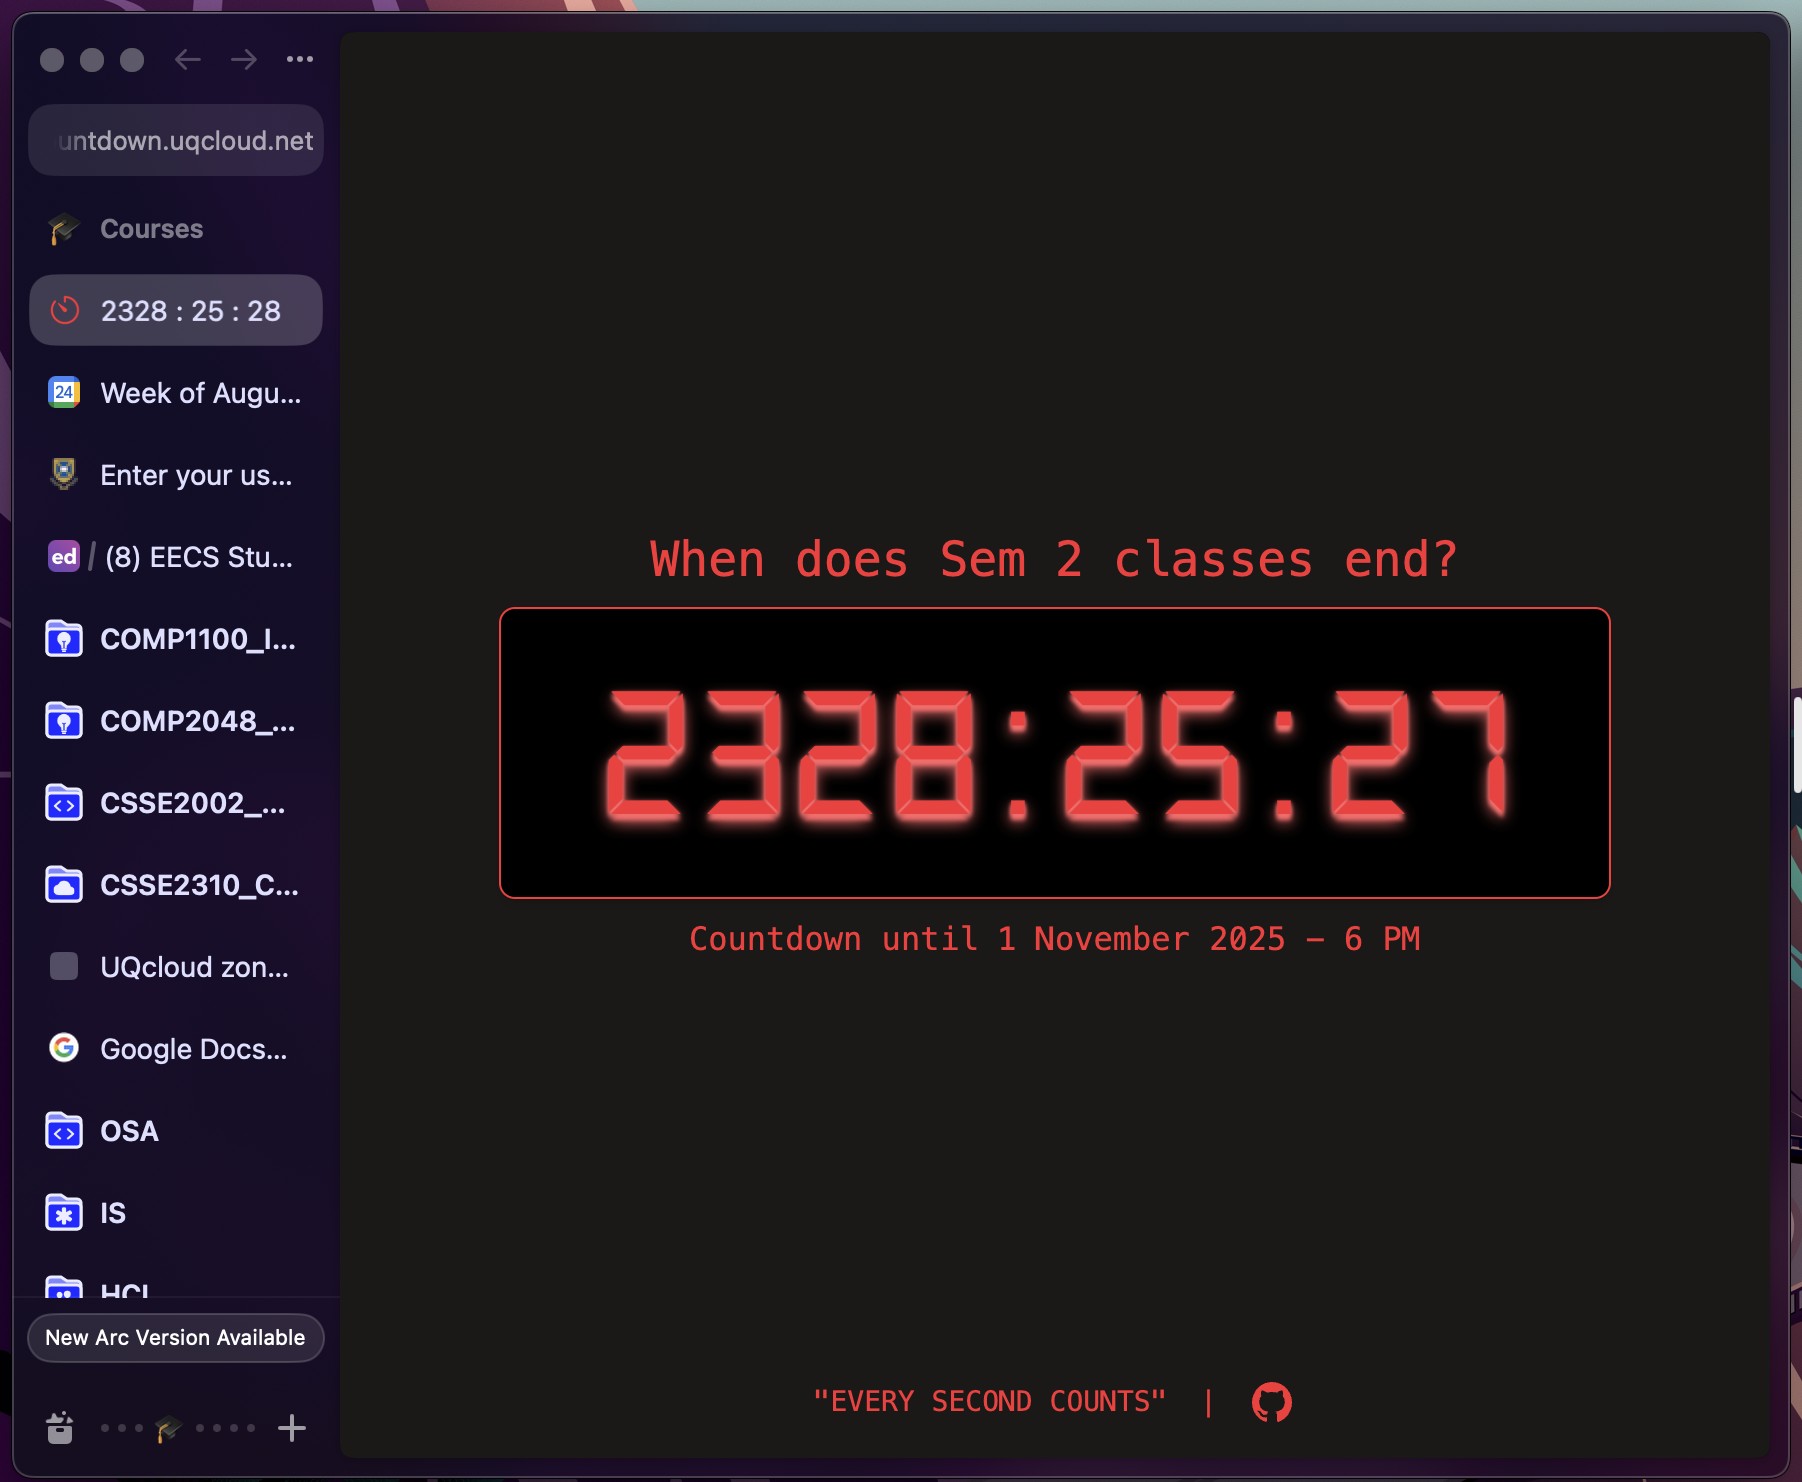 untdown.uqcloud.net
Courses
2328 : 25 : 28
24
Week of Augu...
Enter your us...
ed / (8) EECS Stu...
COMP1100_I...
COMP2048_...
CSSE2002_...
CSSE2310_C...
UQcloud zon...
Google Docs...
OSA
IS
HCI
New Arc Version Available
When does Sem 2 classes end?
2328:25:27
Countdown until 1 November 2025 – 6 PM
"EVERY SECOND COUNTS" |